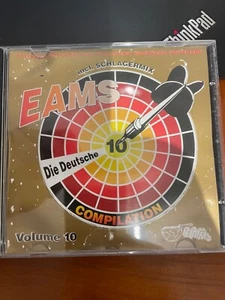 ThinkPad
incl. SCHLAGERMIX
EAMS
10
Die Deutsche
COMPILATION
Volume 10